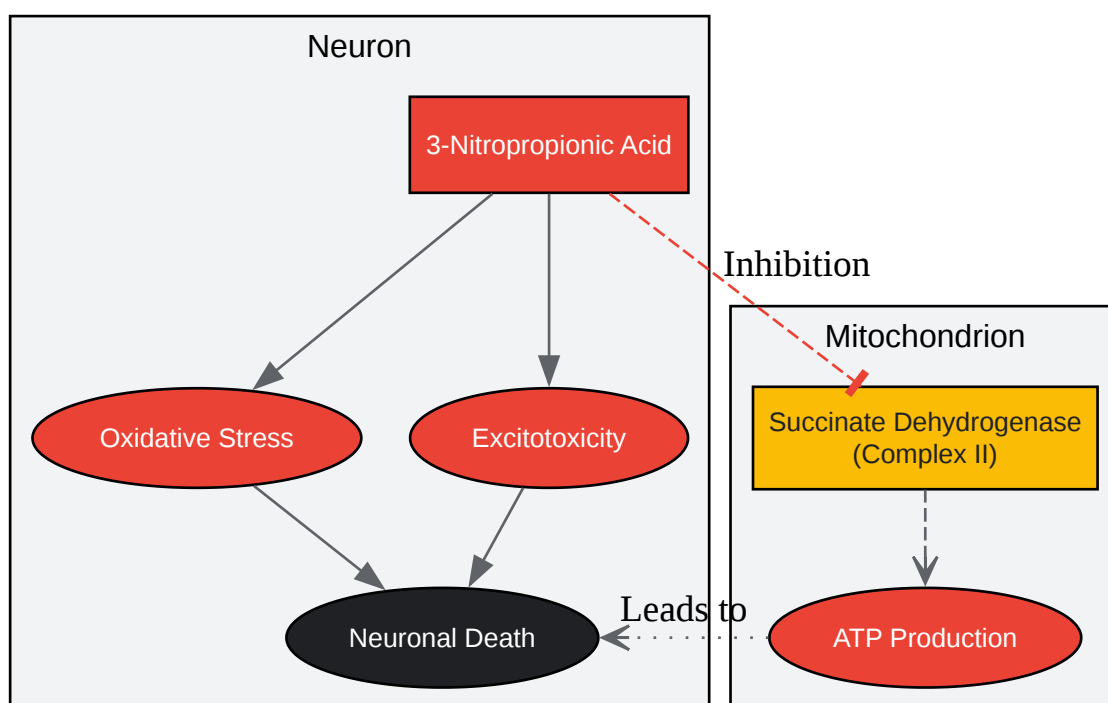 Neuron
3-Nitropropionic Acid
Inhibition
Mitochondrion
Oxidative Stress
Excitotoxicity
Succinate Dehydrogenase
(Complex II)
Leads to
Neuronal Death
ATP Production